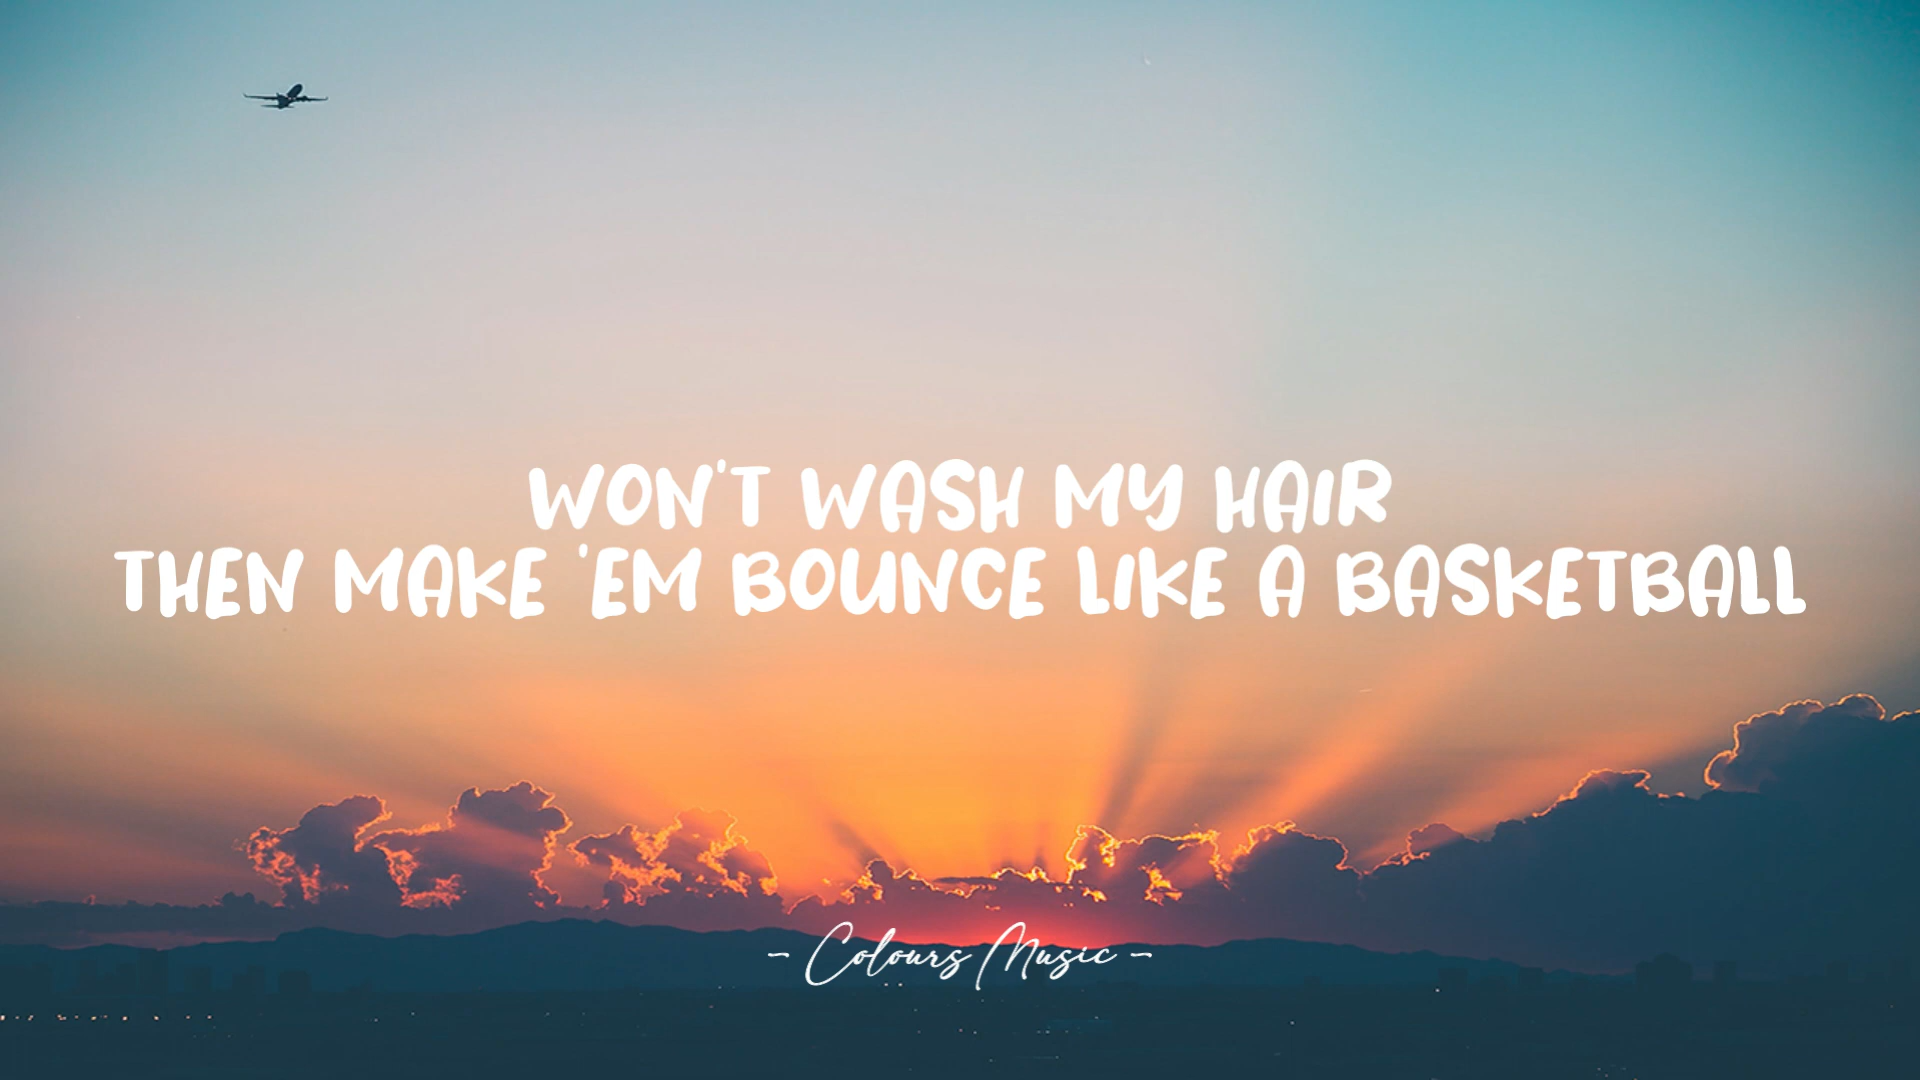 WON'T WASH MY HAIR
THEN MAKE 'EM BOUNCE LIKE A BASKETBALL
- Colours Music -